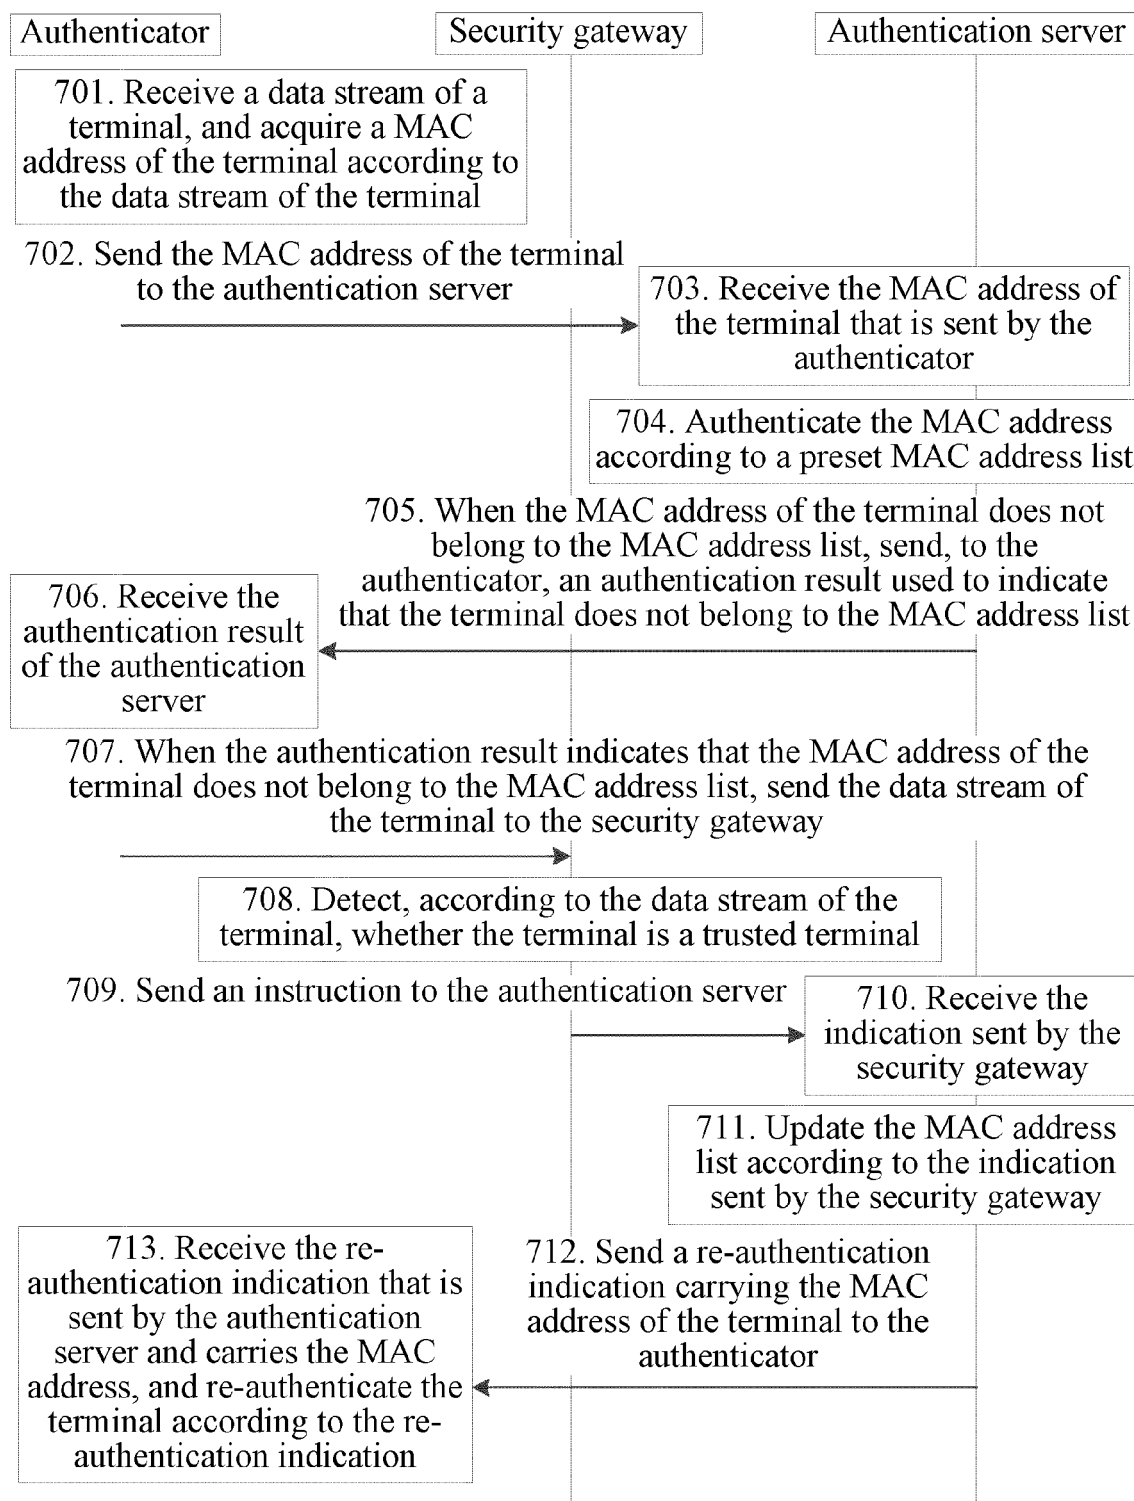 Authenticator
Security gateway
Authentication server
701. Receive a data stream of a
terminal, and acquire a MAC
address of the terminal according to
the data stream of the terminal
702. Send the MAC address of the terminal
to the authentication server
703. Receive the MAC address of
the terminal that is sent by the
authenticator
704. Authenticate the MAC address
according to a preset MAC address list
705. When the MAC address of the terminal does not
belong to the MAC address list, send, to the
authenticator, an authentication result used to indicate
that the terminal does not belong to the MAC address list
706. Receive the
authentication result
of the authentication
server
707. When the authentication result indicates that the MAC address of the
terminal does not belong to the MAC address list, send the data stream of
the terminal to the security gateway
708. Detect, according to the data stream of the
terminal, whether the terminal is a trusted terminal
709. Send an instruction to the authentication server
710. Receive the
indication sent by the
security gateway
711. Update the MAC address
list according to the indication
sent by the security gateway
712. Send a re-authentication
indication carrying the MAC
address of the terminal to the
authenticator
713. Receive the re-
authentication indication that is
sent by the authentication
server and carries the MAC
address, and re-authenticate the
terminal according to the re-
authentication indication